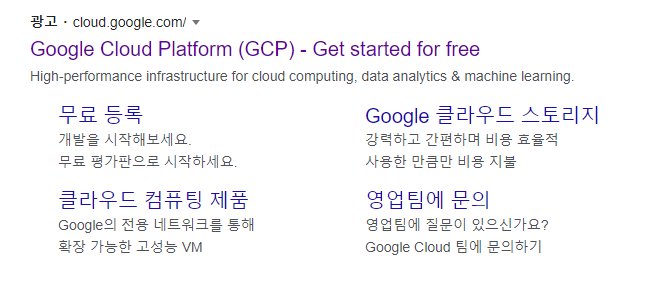 광고 · cloud.google.com/
Google Cloud Platform (GCP) - Get started for free
High-performance infrastructure for cloud computing, data analytics & machine learning.
무료 등록
개발을 시작해보세요.
무료 평가판으로 시작하세요.
Google 클라우드 스토리지
강력하고 간편하며 비용 효율적
사용한 만큼만 비용 지불
클라우드 컴퓨팅 제품
Google의 전용 네트워크를 통해
확장 가능한 고성능 VM
영업팀에 문의
영업팀에 질문이 있으신가요?
Google Cloud 팀에 문의하기